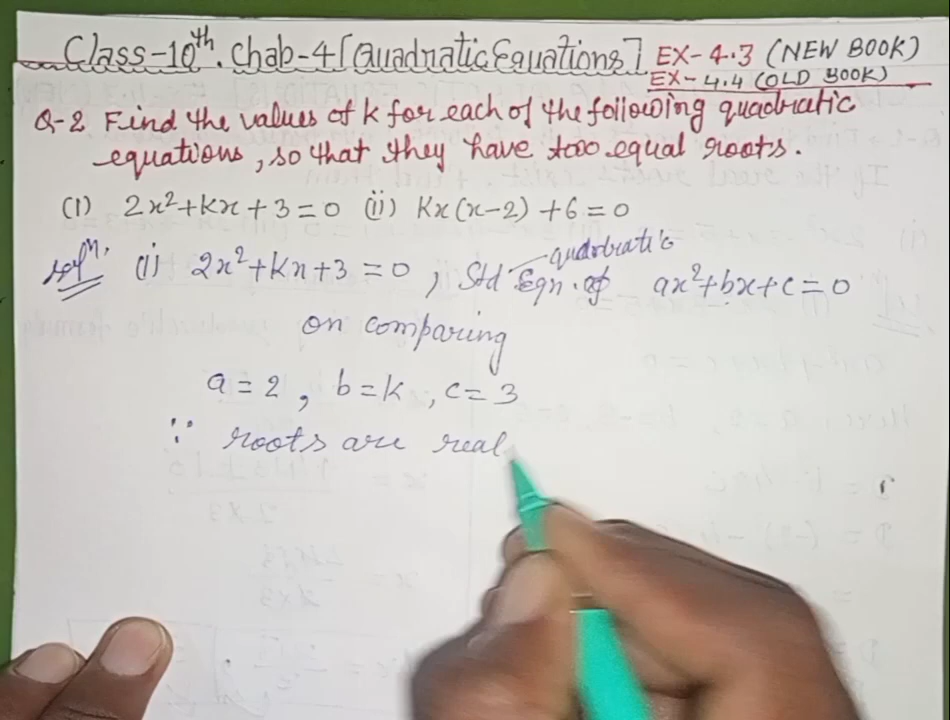 Class-10th. Chab-4 [Quadratic Equations] EX-4.3 (NEW BOOK)
EX-4.4 (OLD BOOK)
Q-2 Find the values of k for each of the following quadratic
equations, so that they have two equal roots.
(1) 2x²+kx+3=0 (ii) Kx(x-2)+6=0
Solⁿ. (i) 2x²+kx+3=0, Std Eqn. of quadratic ax²+bx+c=0
on comparing
a=2, b=k, c=3
∵ roots are real